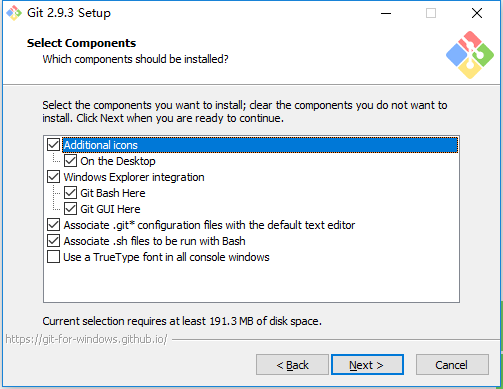 Git 2.9.3 Setup
Select Components
Which components should be installed?
Select the components you want to install; clear the components you do not want to
install. Click Next when you are ready to continue.
Additional icons
On the Desktop
Windows Explorer integration
Git Bash Here
Git GUI Here
Associate .git* configuration files with the default text editor
Associate .sh files to be run with Bash
Use a TrueType font in all console windows
Current selection requires at least 191.3 MB of disk space.
https://git-for-windows.github.io/
< Back
Next >
Cancel